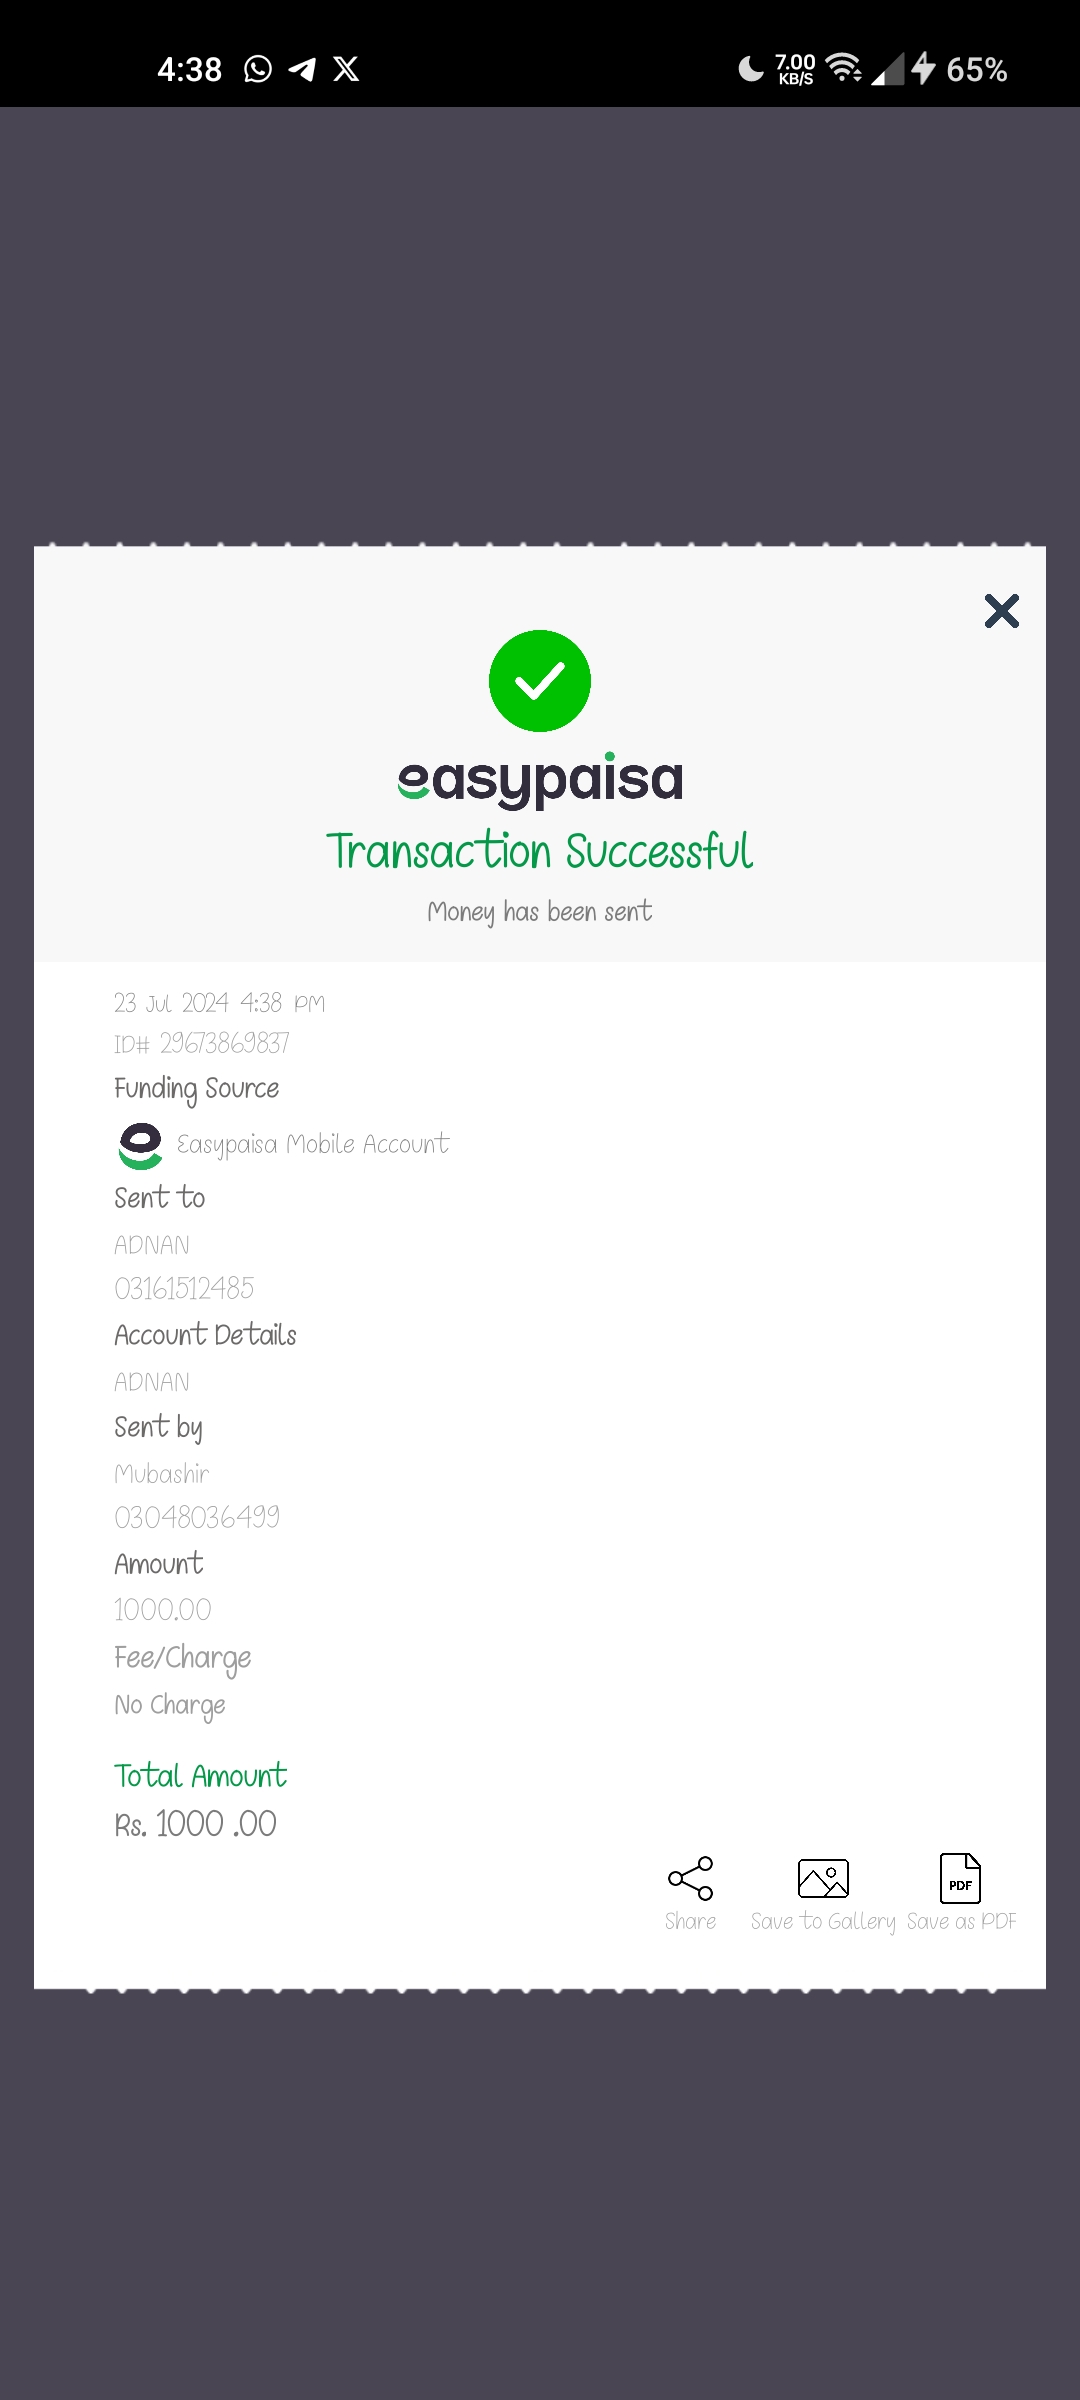 4:38 7.00 KB/S 65%
easypaisa
Transaction Successful
Money has been sent
23 Jul 2024 4:38 PM
ID# 29673869837
Funding Source
Easypaisa Mobile Account
Sent to
ADNAN
03161512485
Account Details
ADNAN
Sent by
Mubashir
03048036499
Amount
1000.00
Fee/Charge
No Charge
Total Amount
Rs. 1000 .00
PDF
Share Save to Gallery Save as PDF